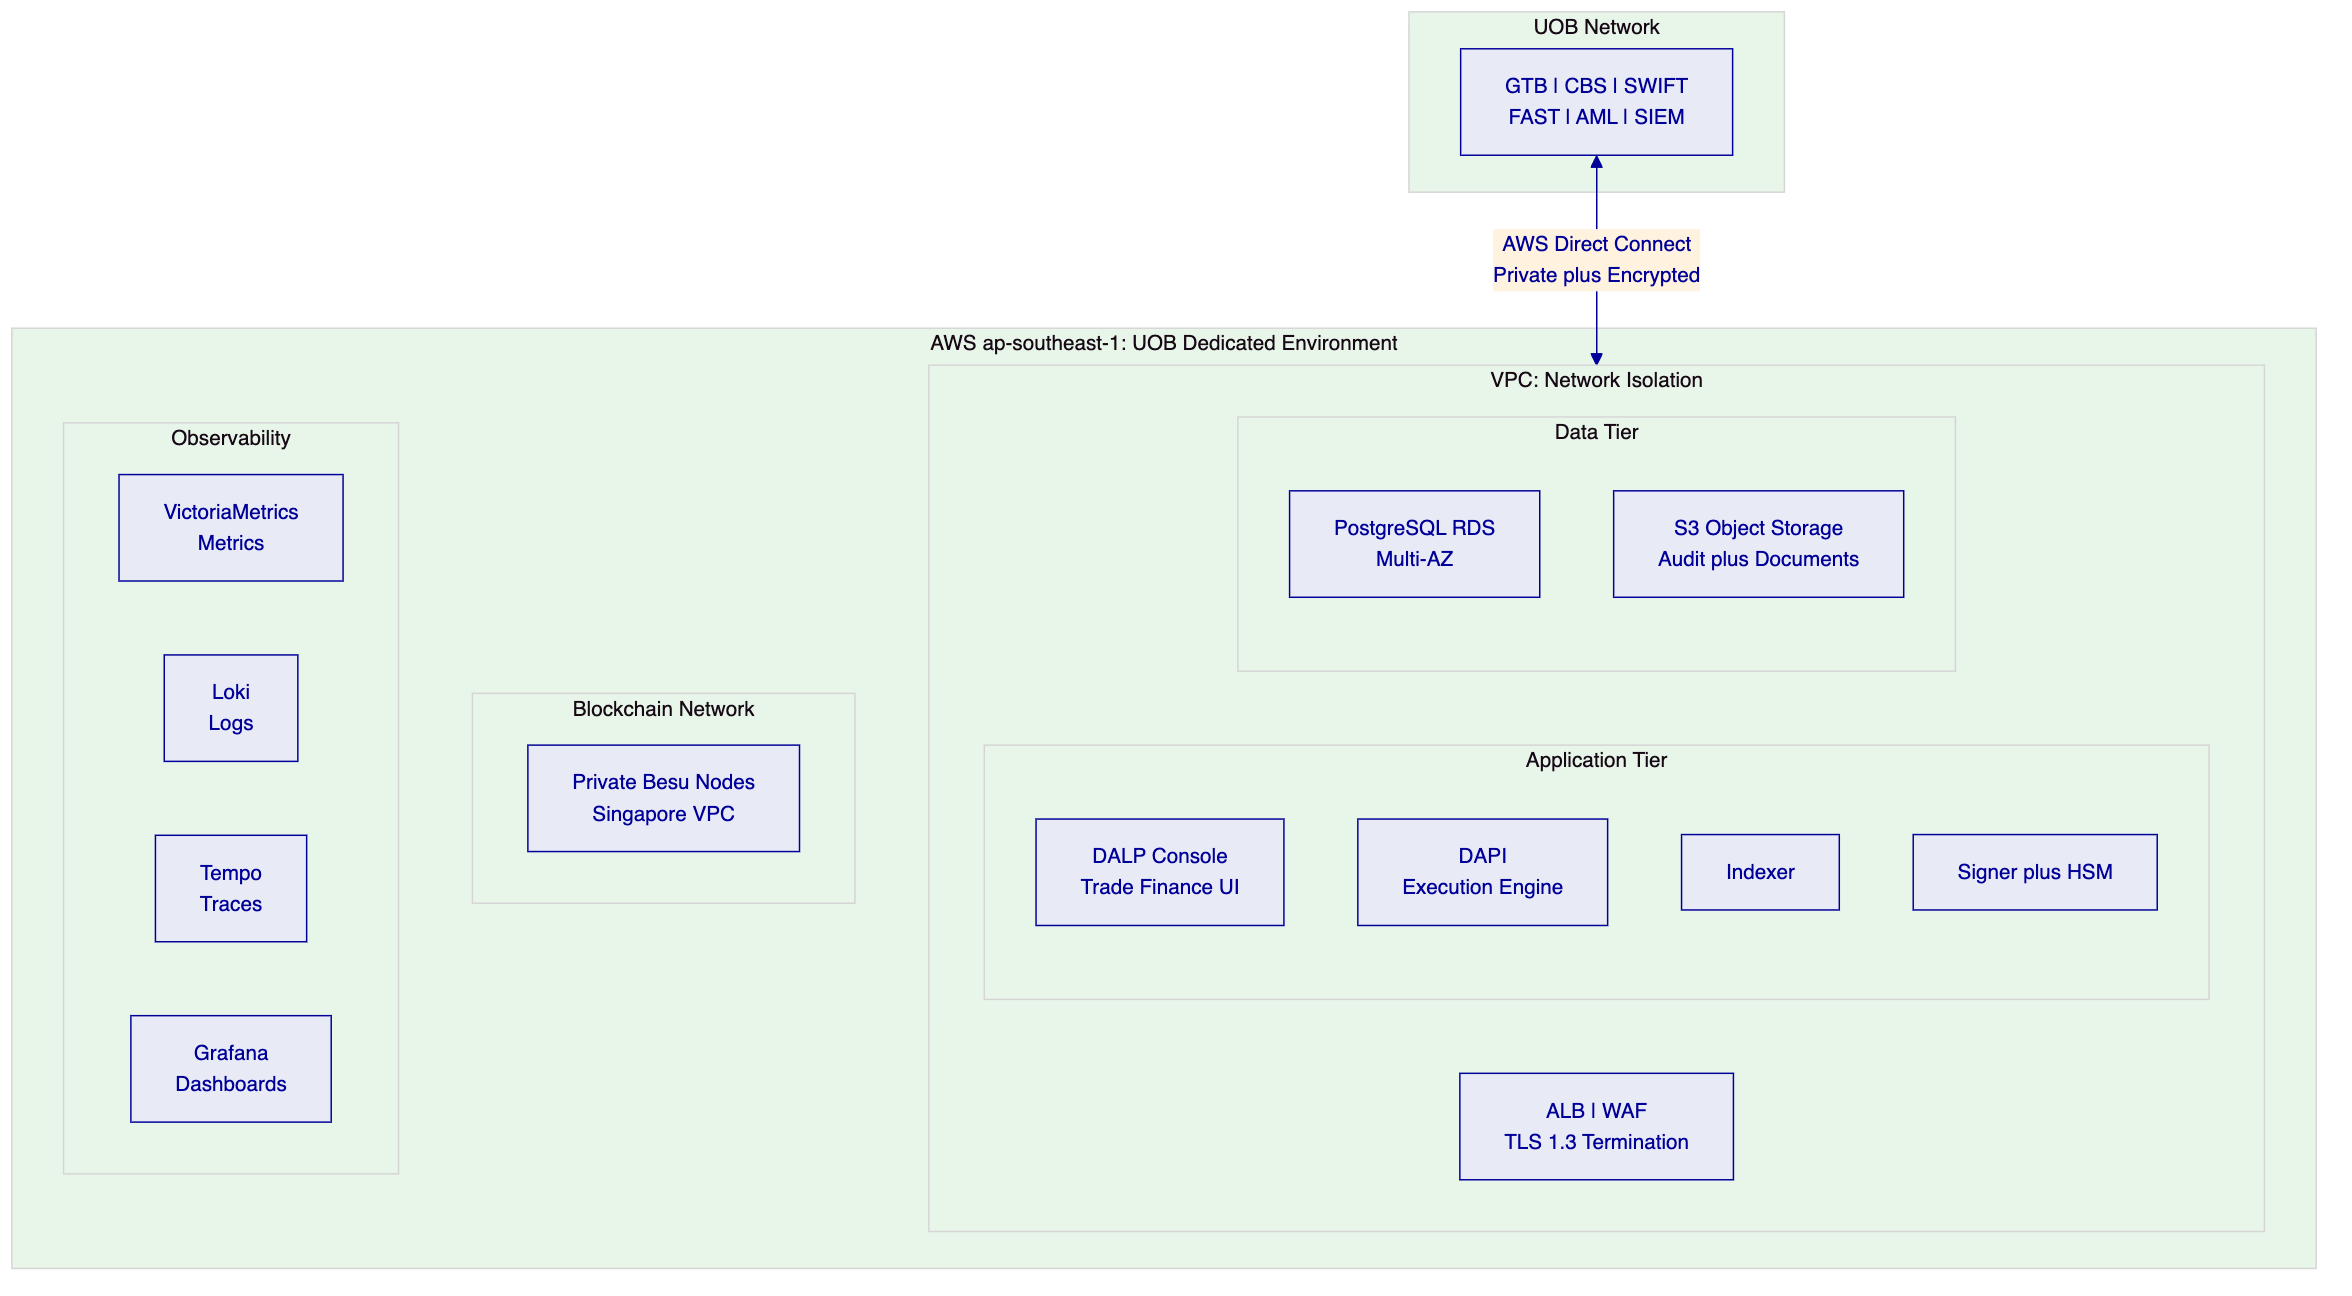 UOB Network
GTB | CBS | SWIFT
FAST | AML | SIEM
AWS Direct Connect
Private plus Encrypted
AWS ap-southeast-1: UOB Dedicated Environment
Observability
VictoriaMetrics
Metrics
Loki
Logs
Tempo
Traces
Grafana
Dashboards
Blockchain Network
Private Besu Nodes
Singapore VPC
VPC: Network Isolation
Data Tier
PostgreSQL RDS
Multi-AZ
S3 Object Storage
Audit plus Documents
Application Tier
DALP Console
Trade Finance UI
DAPI
Execution Engine
Indexer
Signer plus HSM
ALB | WAF
TLS 1.3 Termination